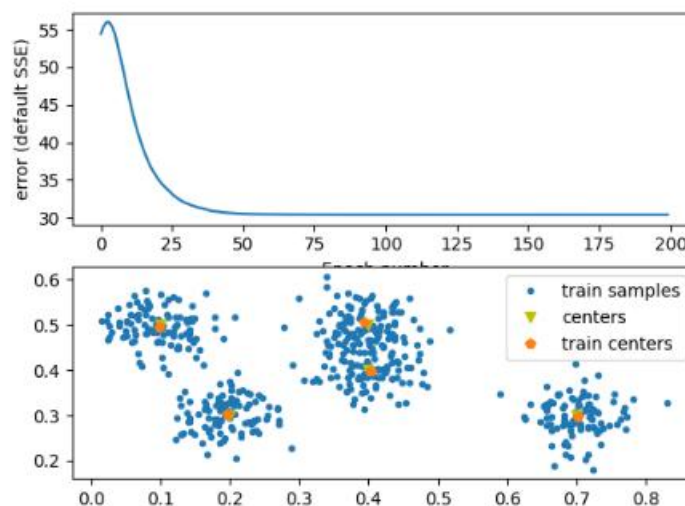 error (default SSE)
55
50
45
40
35
30
0 25 50 75 100 125 150 175 200
Epoch number
0.6
0.5
0.4
0.3
0.2
train samples
centers
train centers
0.0 0.1 0.2 0.3 0.4 0.5 0.6 0.7 0.8